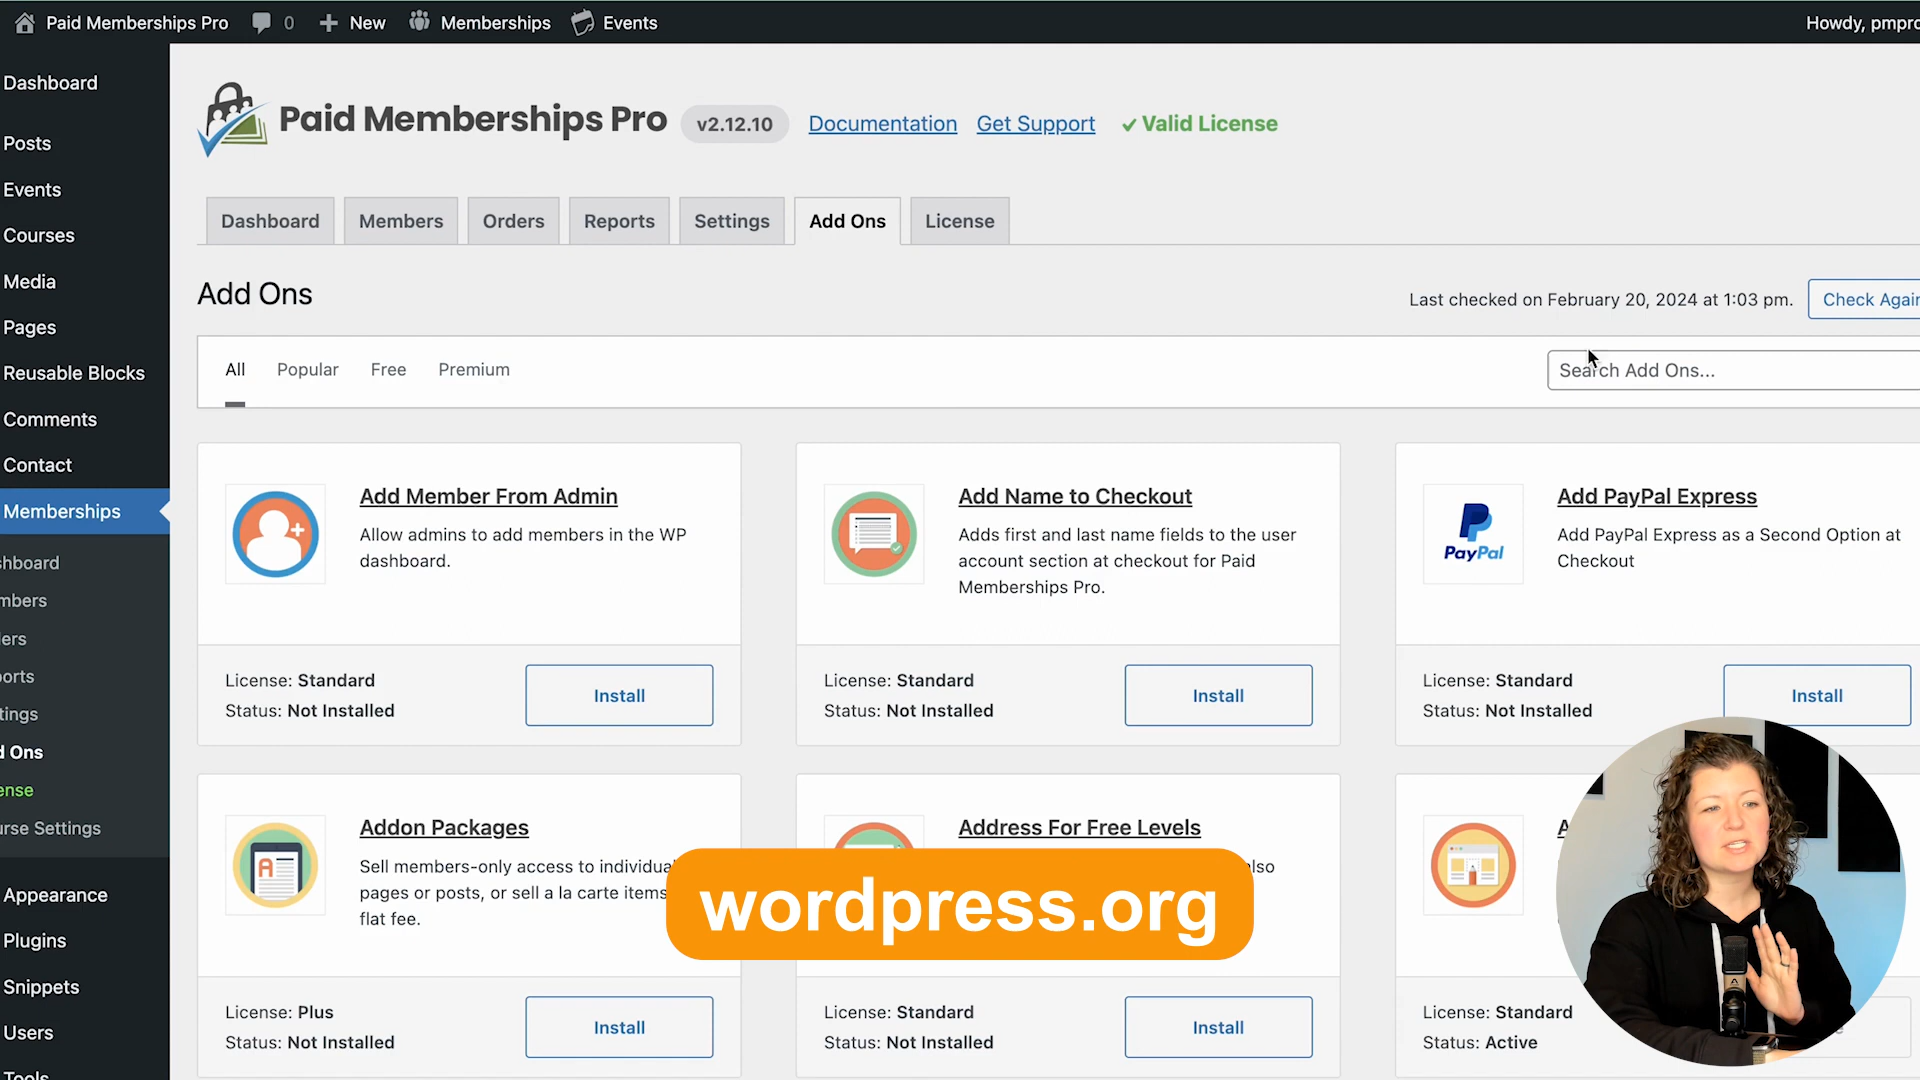 Paid Memberships Pro 0 New Memberships Events Howdy, pmpro
Dashboard
Posts
Events
Courses
Media
Pages
Reusable Blocks
Comments
Contact
Memberships
hboard
mbers
ers
orts
tings
d Ons
ense
urse Settings
Appearance
Plugins
Snippets
Users
Tools
Paid Memberships Pro v2.12.10 Documentation Get Support Valid License
Dashboard Members Orders Reports Settings Add Ons License
Add Ons
Last checked on February 20, 2024 at 1:03 pm. Check Again
All Popular Free Premium
Search Add Ons...
Add Member From Admin
Allow admins to add members in the WP
dashboard.
License: Standard
Status: Not Installed
Install
Add Name to Checkout
Adds first and last name fields to the user
account section at checkout for Paid
Memberships Pro.
License: Standard
Status: Not Installed
Install
PayPal
Add PayPal Express
Add PayPal Express as a Second Option at
Checkout
License: Standard
Status: Not Installed
Install
A
Addon Packages
Sell members-only access to individual
pages or posts, or sell a la carte items
flat fee.
License: Plus
Status: Not Installed
Install
Address For Free Levels
also
License: Standard
Status: Not Installed
Install
License: Standard
Status: Active
wordpress.org